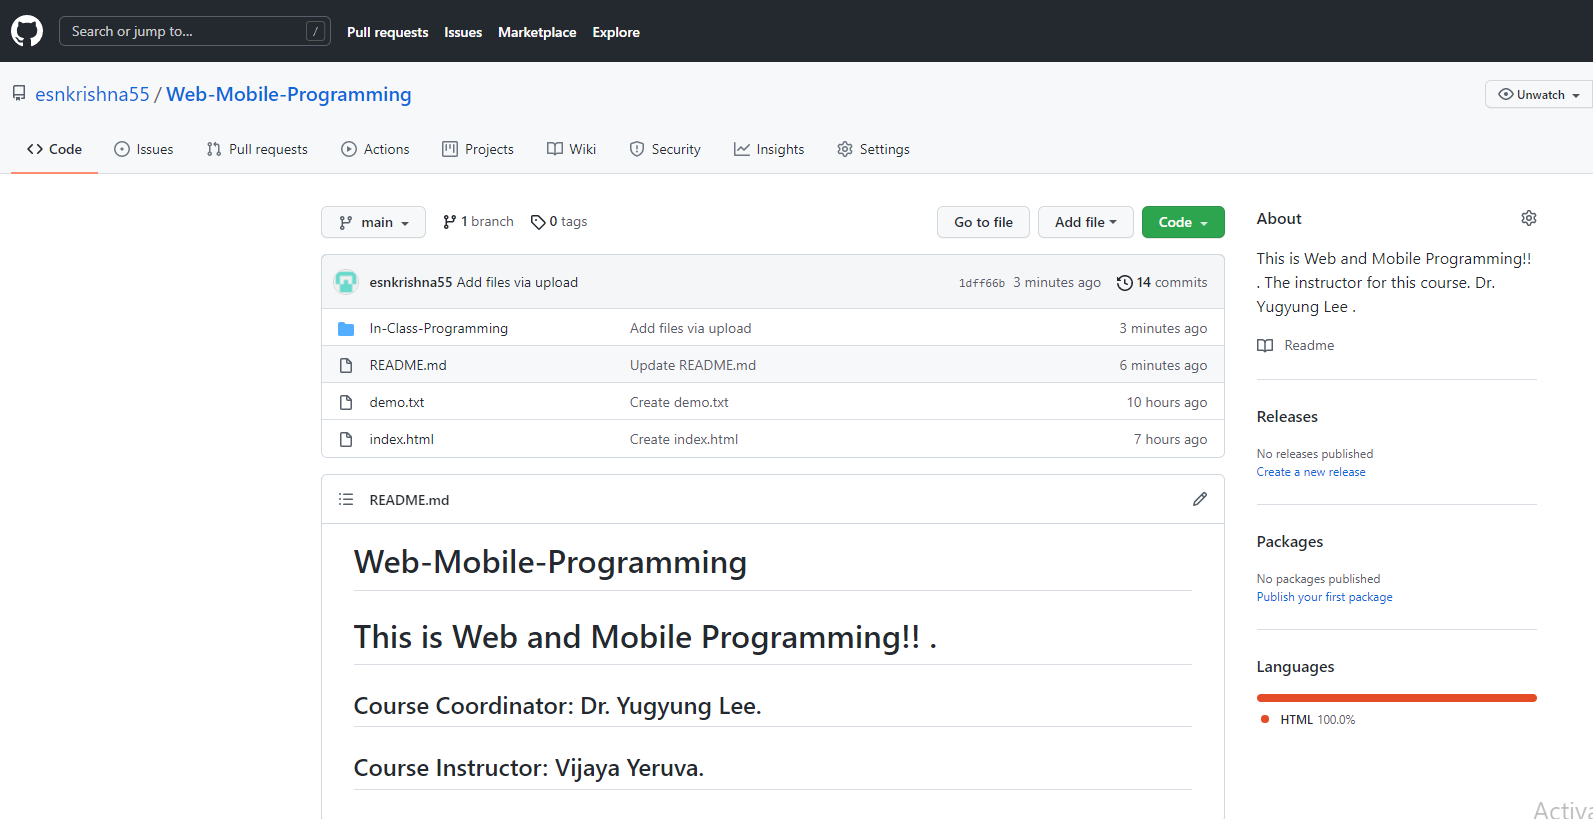 Search or jump to... /
Pull requests Issues Marketplace Explore
esnkrishna55 / Web-Mobile-Programming
Unwatch
Code Issues Pull requests Actions Projects Wiki Security Insights Settings
main 1 branch 0 tags Go to file Add file Code
esnkrishna55 Add files via upload 1dff66b 3 minutes ago 14 commits
In-Class-Programming Add files via upload 3 minutes ago
README.md Update README.md 6 minutes ago
demo.txt Create demo.txt 10 hours ago
index.html Create index.html 7 hours ago
README.md
Web-Mobile-Programming
This is Web and Mobile Programming!! .
Course Coordinator: Dr. Yugyung Lee.
Course Instructor: Vijaya Yeruva.
About
This is Web and Mobile Programming!!
. The instructor for this course. Dr.
Yugyung Lee .
Readme
Releases
No releases published
Create a new release
Packages
No packages published
Publish your first package
Languages
HTML 100.0%